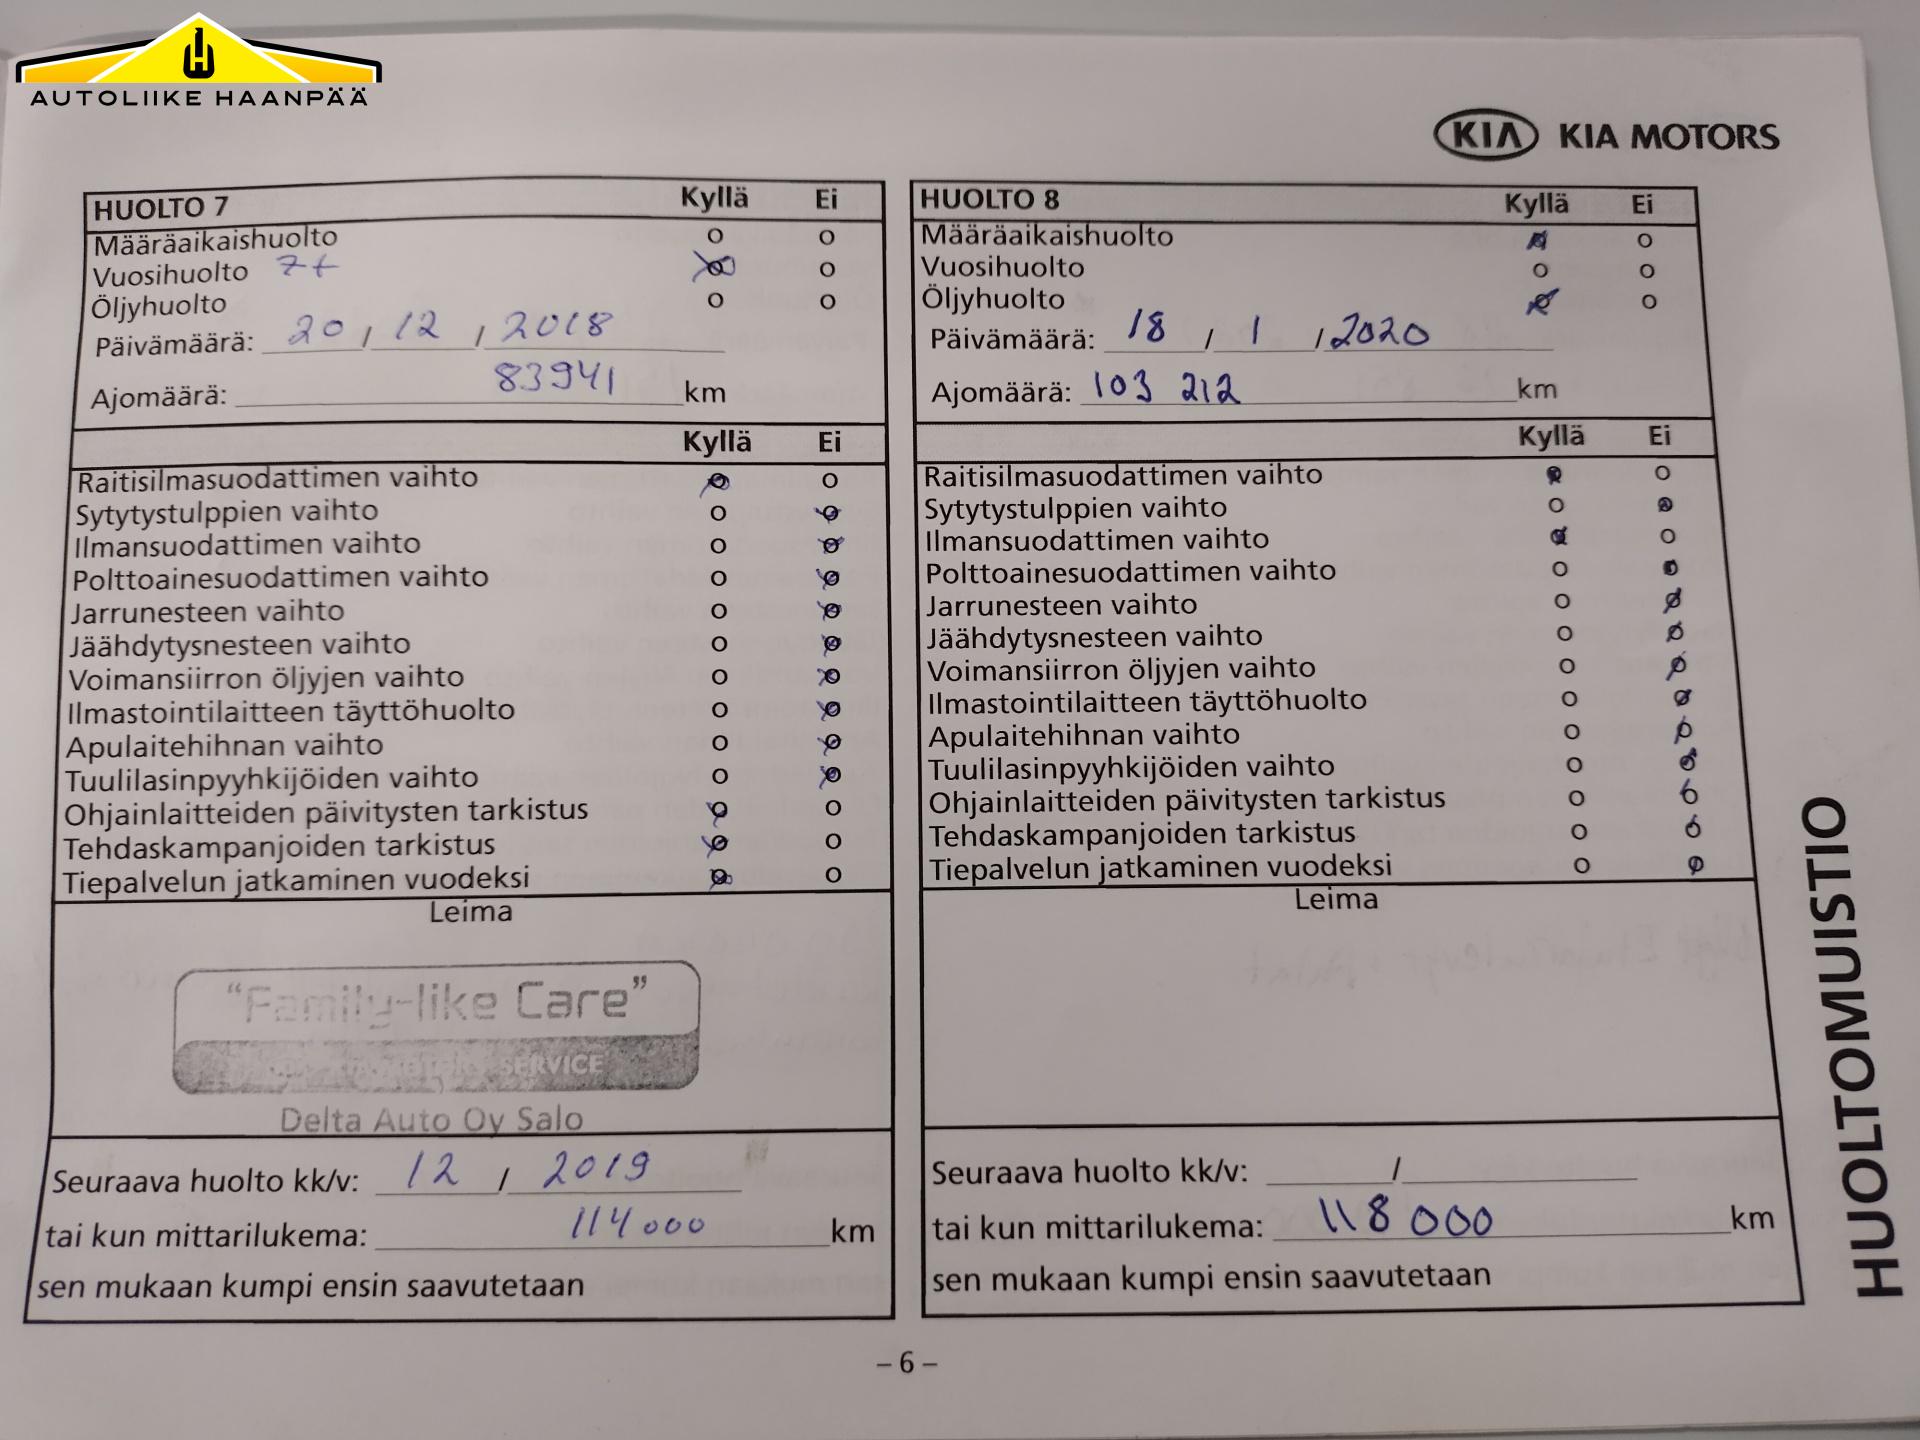 AUTOLIIKE HAANPÄÄ
KIA KIA MOTORS
HUOLTO 7 Kyllä Ei
Määräaikaishuolto o o
Vuosihuolto 7+ o o
Öljyhuolto o o
Päivämäärä: 20 / 12 / 2018
Ajomäärä: 83941 km
Kyllä Ei
Raitisilmasuodattimen vaihto o o
Sytytystulppien vaihto o o
Ilmansuodattimen vaihto o o
Polttoainesuodattimen vaihto o o
Jarrunesteen vaihto o o
Jäähdytysnesteen vaihto o o
Voimansiirron öljyjen vaihto o o
Ilmastointilaitteen täyttöhuolto o o
Apulaitehihnan vaihto o o
Tuulilasinpyyhkijöiden vaihto o o
Ohjainlaitteiden päivitysten tarkistus o o
Tehdaskampanjoiden tarkistus o o
Tiepalvelun jatkaminen vuodeksi o o
Leima
“Family-like Care”
SERVICE
Delta Auto Oy Salo
Seuraava huolto kk/v: 12 / 2019
tai kun mittarilukema: 114 000 km
sen mukaan kumpi ensin saavutetaan
HUOLTO 8 Kyllä Ei
Määräaikaishuolto o o
Vuosihuolto o o
Öljyhuolto o o
Päivämäärä: 18 / 1 / 2020
Ajomäärä: 103 212 km
Kyllä Ei
Raitisilmasuodattimen vaihto o o
Sytytystulppien vaihto o o
Ilmansuodattimen vaihto o o
Polttoainesuodattimen vaihto o o
Jarrunesteen vaihto o o
Jäähdytysnesteen vaihto o o
Voimansiirron öljyjen vaihto o o
Ilmastointilaitteen täyttöhuolto o o
Apulaitehihnan vaihto o o
Tuulilasinpyyhkijöiden vaihto o o
Ohjainlaitteiden päivitysten tarkistus o o
Tehdaskampanjoiden tarkistus o o
Tiepalvelun jatkaminen vuodeksi o o
Leima
Seuraava huolto kk/v: /
tai kun mittarilukema: 118 000 km
sen mukaan kumpi ensin saavutetaan
HUOLTOMUISTIO
– 6 –